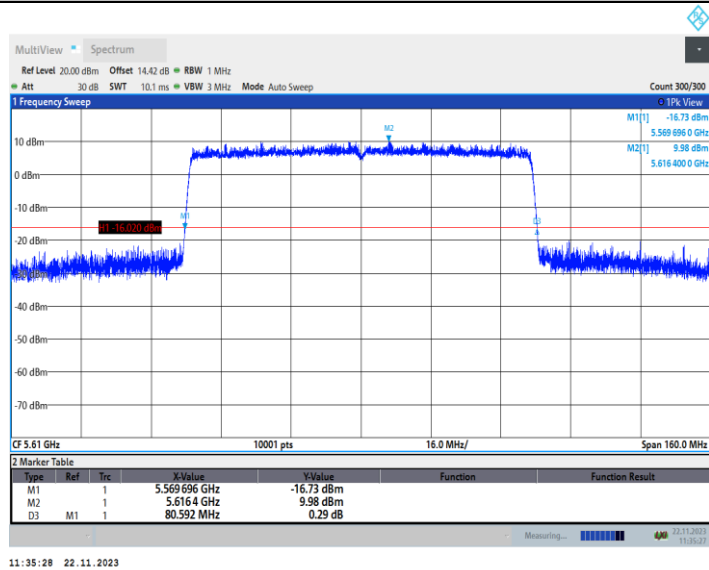 MultiView Spectrum
Ref Level 20.00 dBm Offset 14.42 dB RBW 1 MHz
Att 30 dB SWT 10.1 ms VBW 3 MHz Mode Auto Sweep Count 300/300
1 Frequency Sweep 1Pk View
M1[1] -16.73 dBm
5.569 696 0 GHz
M2[1] 9.98 dBm
5.616 400 0 GHz
M2
10 dBm
0 dBm
-10 dBm
M1
D3
H1 -16.020 dBm
-20 dBm
-30 dBm
-40 dBm
-50 dBm
-60 dBm
-70 dBm
CF 5.61 GHz 10001 pts 16.0 MHz/ Span 160.0 MHz
2 Marker Table
Type Ref Trc X-Value Y-Value Function Function Result
M1 1 5.569 696 GHz -16.73 dBm
M2 1 5.616 4 GHz 9.98 dBm
D3 M1 1 80.592 MHz 0.29 dB
Measuring... 22.11.2023
11:35:27
11:35:28 22.11.2023